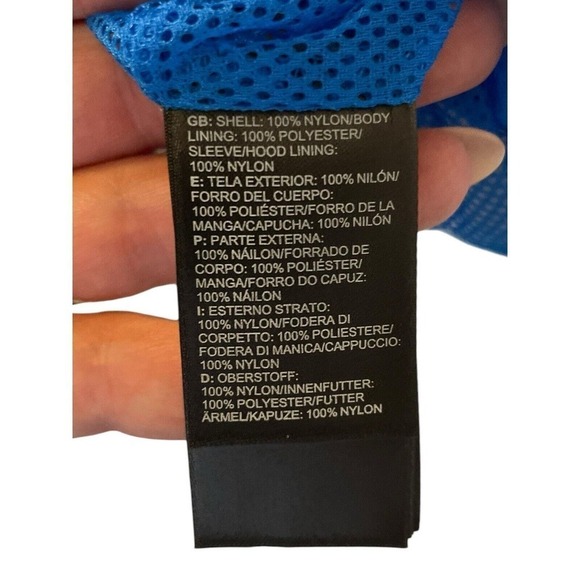 GB: SHELL: 100% NYLON/BODY
LINING: 100% POLYESTER/
SLEEVE/HOOD LINING:
100% NYLON
E: TELA EXTERIOR: 100% NILÓN/
FORRO DEL CUERPO:
100% POLIÉSTER/FORRO DE LA
MANGA/CAPUCHA: 100% NILÓN
P: PARTE EXTERNA:
100% NÁILON/FORRADO DE
CORPO: 100% POLIÉSTER/
MANGA/FORRO DO CAPUZ:
100% NÁILON
I: ESTERNO STRATO:
100% NYLON/FODERA DI
CORPETTO: 100% POLIESTERE/
FODERA DI MANICA/CAPPUCCIO:
100% NYLON
D: OBERSTOFF:
100% NYLON/INNENFUTTER:
100% POLYESTER/FUTTER
ÄRMEL/KAPUZE: 100% NYLON